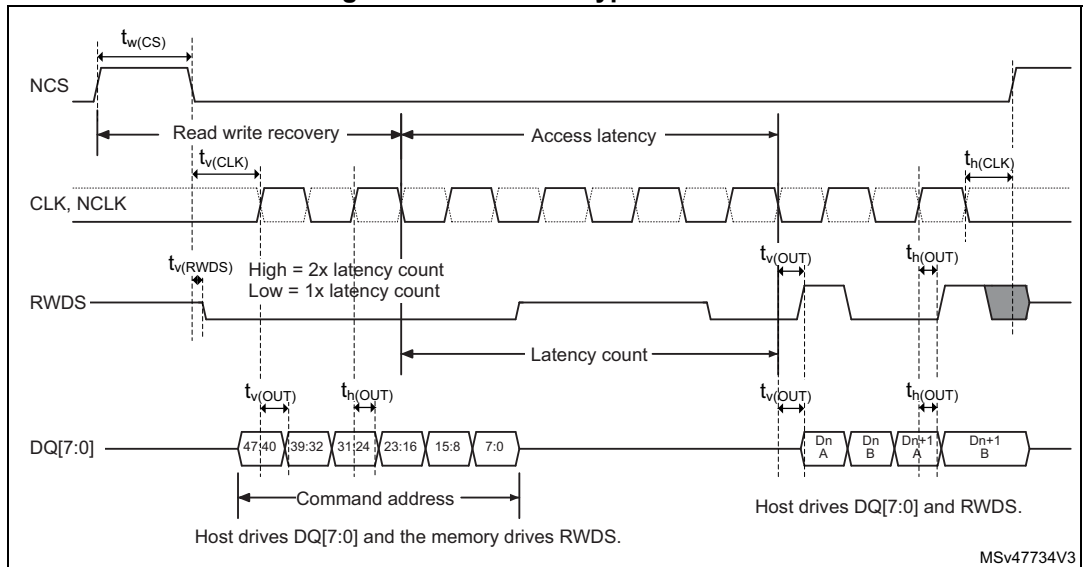 tw(CS)
NCS
Read write recovery
Access latency
tv(CLK)
th(CLK)
CLK, NCLK
tv(RWDS)
High = 2x latency count
Low = 1x latency count
tv(OUT)
th(OUT)
RWDS
Latency count
tv(OUT)
th(OUT)
tv(OUT)
th(OUT)
DQ[7:0]
47:40
39:32
31:24
23:16
15:8
7:0
Dn
A
Dn
B
Dn+1
A
Dn+1
B
Command address
Host drives DQ[7:0] and RWDS.
Host drives DQ[7:0] and the memory drives RWDS.
MSv47734V3